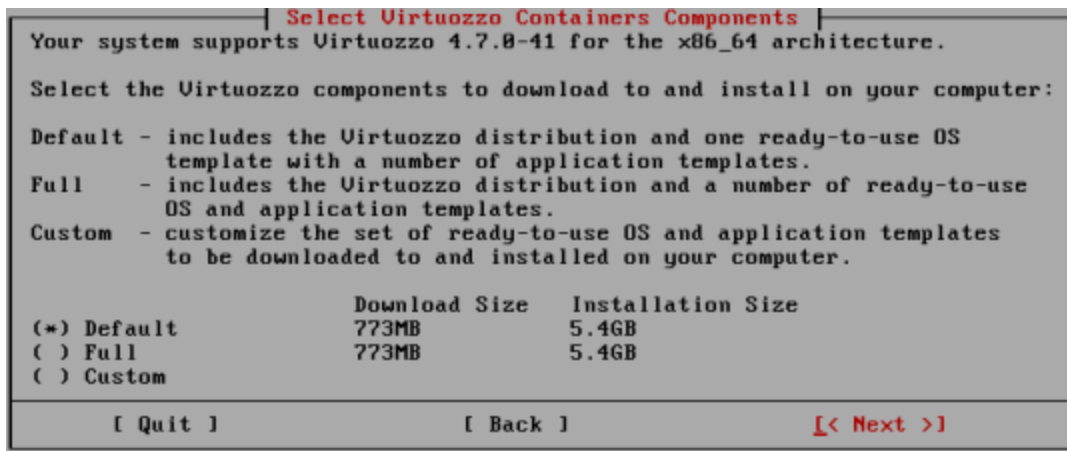 Select Virtuozzo Containers Components
Your system supports Virtuozzo 4.7.0-41 for the x86_64 architecture.
Select the Virtuozzo components to download to and install on your computer:
Default - includes the Virtuozzo distribution and one ready-to-use OS
template with a number of application templates.
Full - includes the Virtuozzo distribution and a number of ready-to-use
OS and application templates.
Custom - customize the set of ready-to-use OS and application templates
to be downloaded to and installed on your computer.
Download Size Installation Size
(*) Default 773MB 5.4GB
( ) Full 773MB 5.4GB
( ) Custom
[ Quit ] [ Back ] [< Next >]